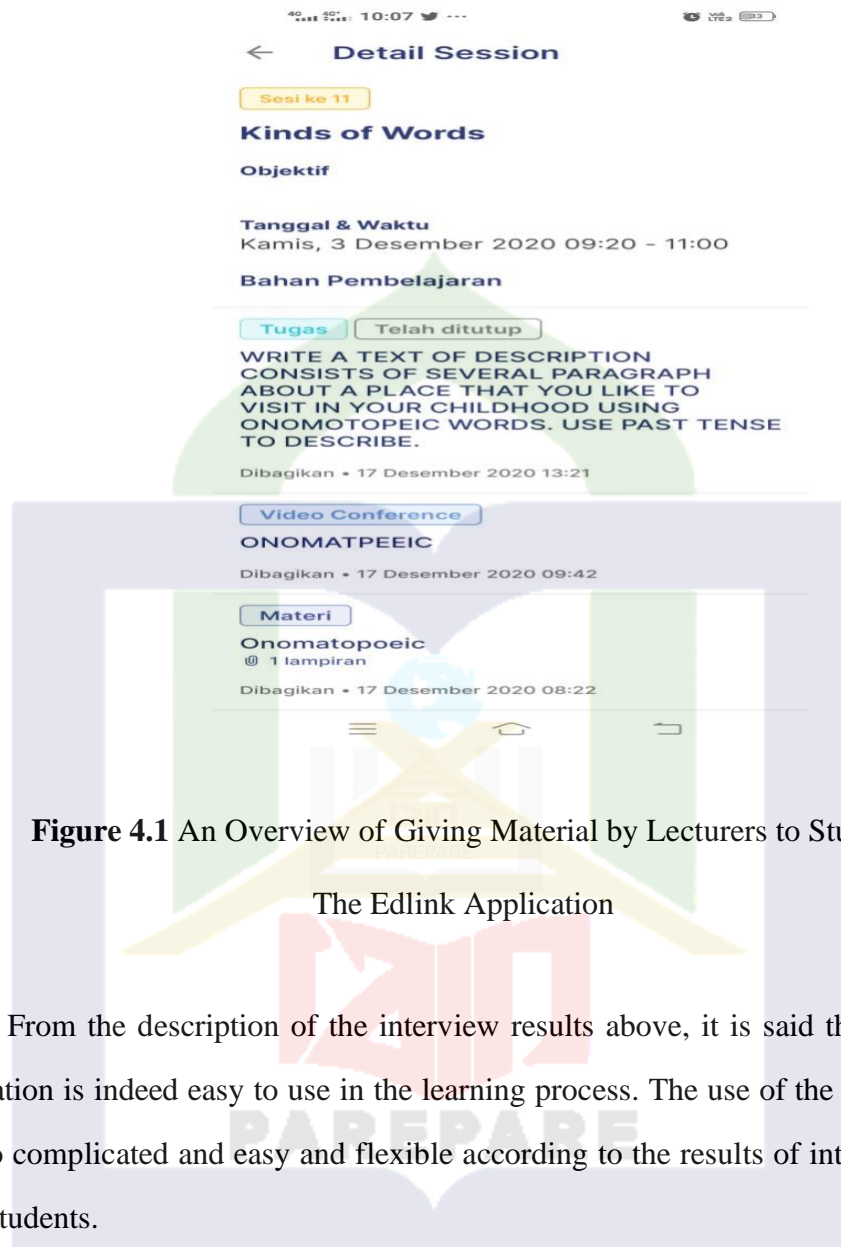 10:07
VoLTE2 93
Detail Session
Sesi ke 11
Kinds of Words
Objektif
Tanggal & Waktu
Kamis, 3 Desember 2020 09:20 - 11:00
Bahan Pembelajaran
Tugas Telah ditutup
WRITE A TEXT OF DESCRIPTION
CONSISTS OF SEVERAL PARAGRAPH
ABOUT A PLACE THAT YOU LIKE TO
VISIT IN YOUR CHILDHOOD USING
ONOMOTOPEIC WORDS. USE PAST TENSE
TO DESCRIBE.
Dibagikan • 17 Desember 2020 13:21
Video Conference
ONOMATPEEIC
Dibagikan • 17 Desember 2020 09:42
Materi
Onomatopoeic
1 lampiran
Dibagikan • 17 Desember 2020 08:22
Figure 4.1 An Overview of Giving Material by Lecturers to Stu
PAREPARE
The Edlink Application
From the description of the interview results above, it is said th
ation is indeed easy to use in the learning process. The use of the
o complicated and easy and flexible according to the results of int
PAREPARE
tudents.